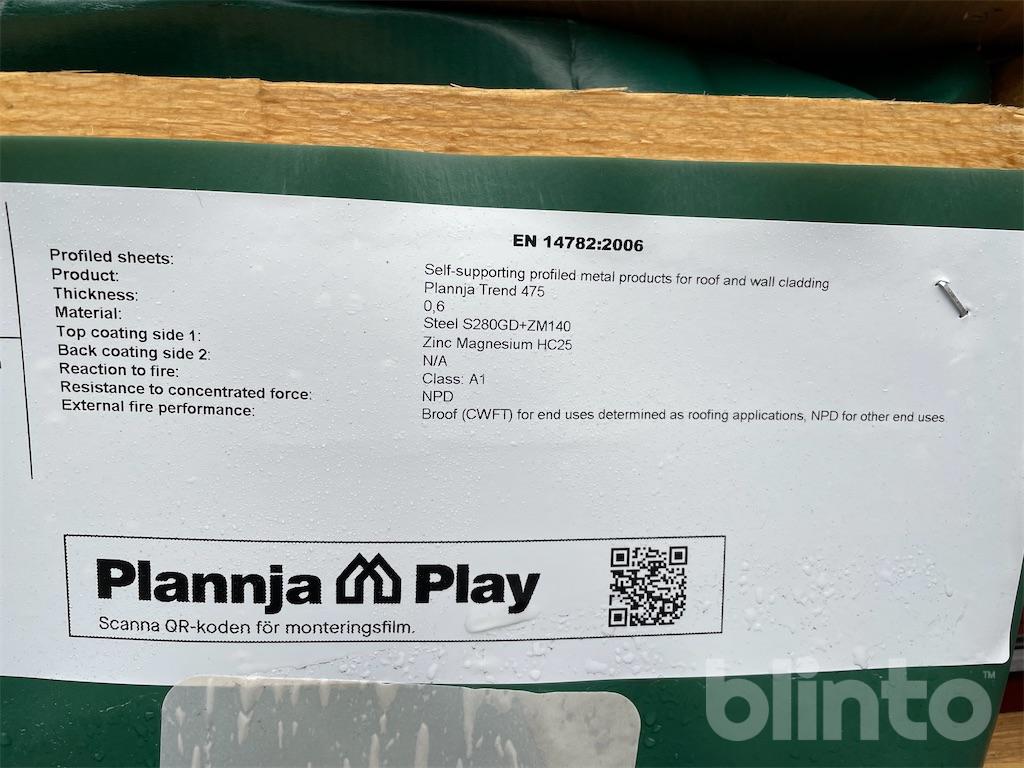 EN 14782:2006
Profiled sheets: Self-supporting profiled metal products for roof and wall cladding
Product: Plannja Trend 475
Thickness: 0,6
Material: Steel S280GD+ZM140
Top coating side 1: Zinc Magnesium HC25
Back coating side 2: N/A
Reaction to fire: Class: A1
Resistance to concentrated force: NPD
External fire performance: Broof (CWFT) for end uses determined as roofing applications, NPD for other end uses
Plannja Play
Scanna QR-koden för monteringsfilm.
blinto™